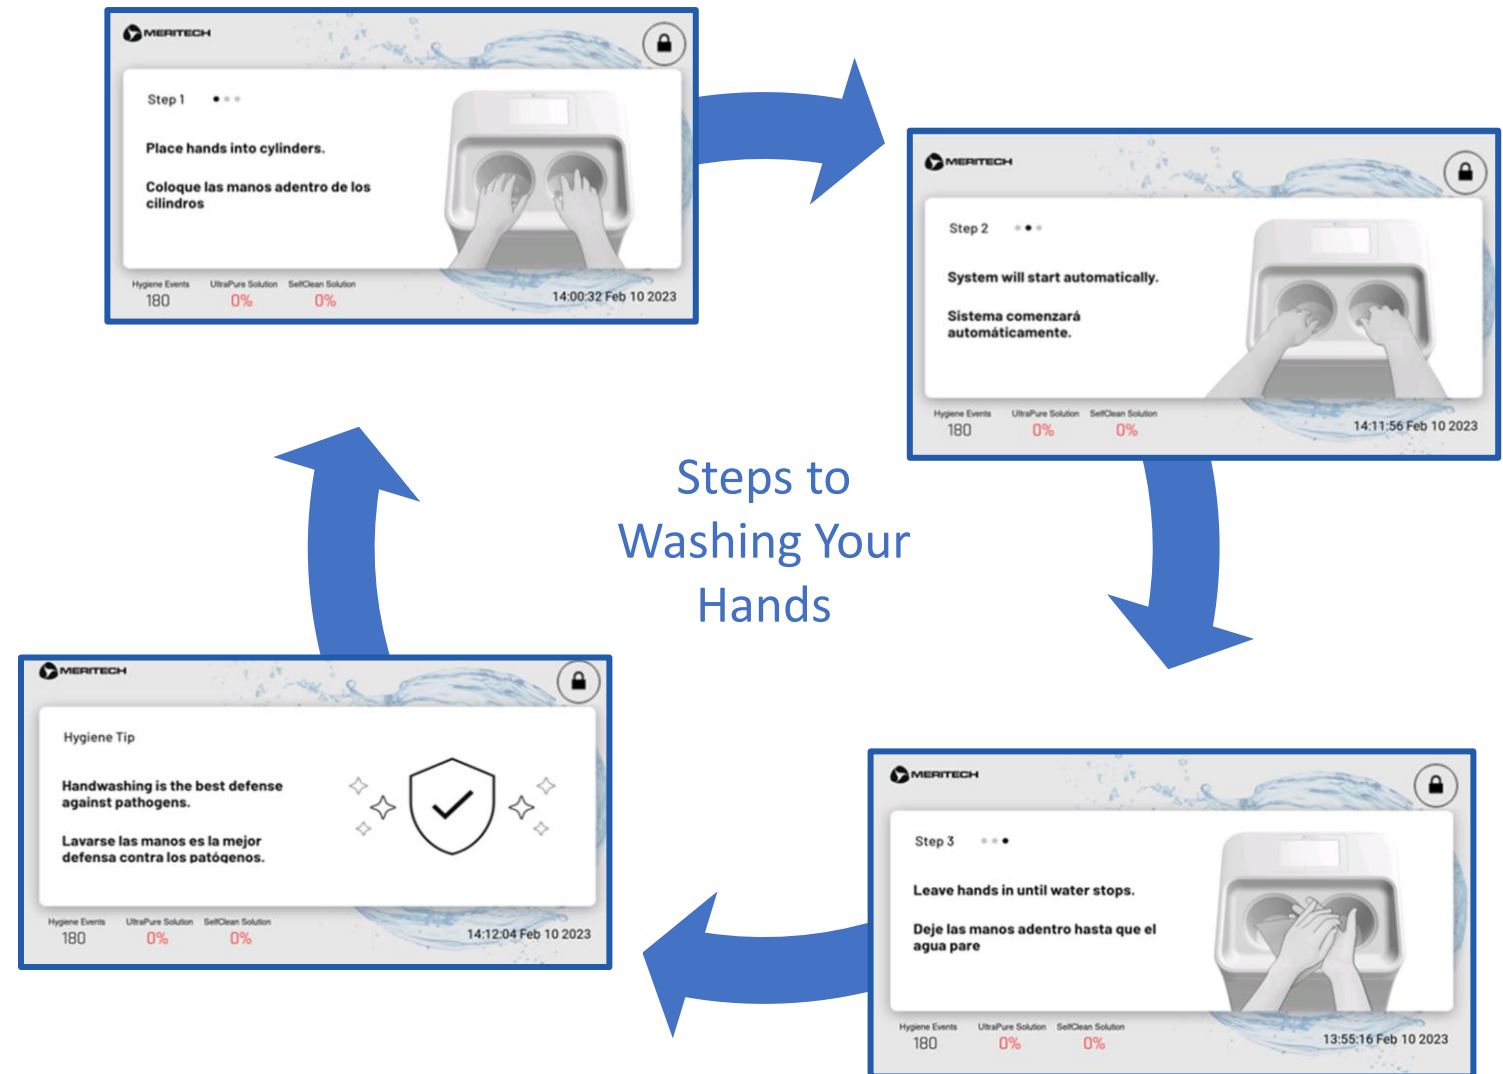 MERITECH
Step 1
Place hands into cylinders.
Coloque las manos adentro de los
cilindros
Hygiene Events
180
UltraPure Solution
0%
SelfClean Solution
0%
14:00:32 Feb 10 2023
MERITECH
Step 2
System will start automatically.
Sistema comenzará
automáticamente.
Hygiene Events
180
UltraPure Solution
0%
SelfClean Solution
0%
14:11:56 Feb 10 2023
Steps to
Washing Your
Hands
MERITECH
Step 3
Leave hands in until water stops.
Deje las manos adentro hasta que el
agua pare
Hygiene Events
180
UltraPure Solution
0%
SelfClean Solution
0%
13:55:16 Feb 10 2023
MERITECH
Hygiene Tip
Handwashing is the best defense
against pathogens.
Lavarse las manos es la mejor
defensa contra los patógenos.
Hygiene Events
180
UltraPure Solution
0%
SelfClean Solution
0%
14:12:04 Feb 10 2023